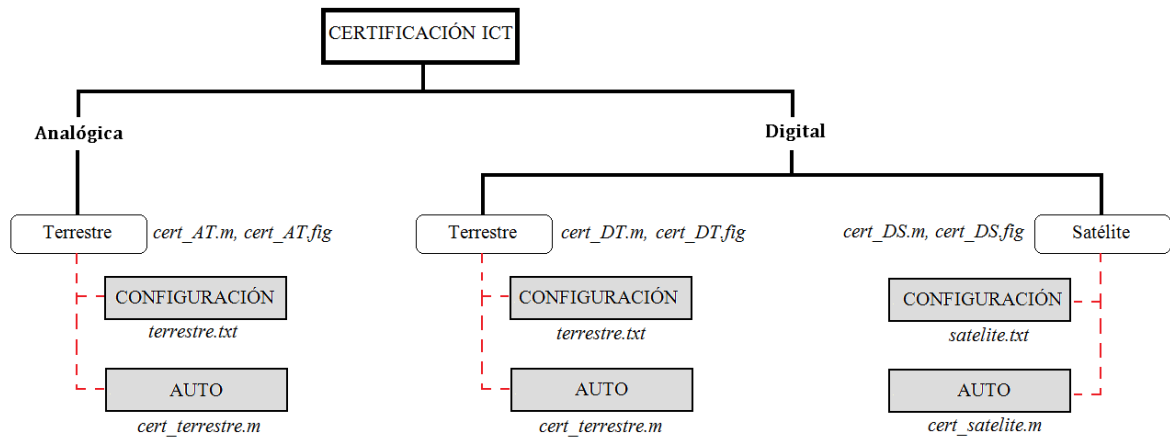 CERTIFICACIÓN ICT
Analógica
Digital
Terrestre
cert_AT.m, cert_AT.fig
Terrestre
cert_DT.m, cert_DT.fig
cert_DS.m, cert_DS.fig
Satélite
CONFIGURACIÓN
CONFIGURACIÓN
CONFIGURACIÓN
terrestre.txt
terrestre.txt
satelite.txt
AUTO
AUTO
AUTO
cert_terrestre.m
cert_terrestre.m
cert_satelite.m